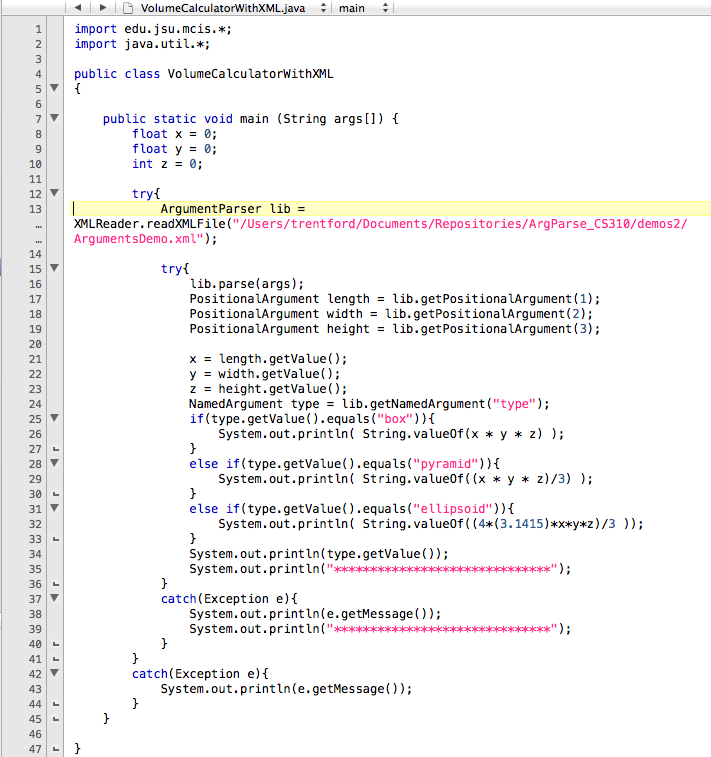 VolumeCalculatorWithXML.java main
1 import edu.jsu.mcis.*;
2 import java.util.*;
3
4 public class VolumeCalculatorWithXML
5 {
6
7 public static void main (String args[]) {
8 float x = 0;
9 float y = 0;
10 int z = 0;
11
12 try{
13 ArgumentParser lib =
… XMLReader.readXMLFile("/Users/trentford/Documents/Repositories/ArgParse_CS310/demos2/
… ArgumentsDemo.xml");
14
15 try{
16 lib.parse(args);
17 PositionalArgument length = lib.getPositionalArgument(1);
18 PositionalArgument width = lib.getPositionalArgument(2);
19 PositionalArgument height = lib.getPositionalArgument(3);
20
21 x = length.getValue();
22 y = width.getValue();
23 z = height.getValue();
24 NamedArgument type = lib.getNamedArgument("type");
25 if(type.getValue().equals("box")){
26 System.out.println( String.valueOf(x * y * z) );
27 }
28 else if(type.getValue().equals("pyramid")){
29 System.out.println( String.valueOf((x * y * z)/3) );
30 }
31 else if(type.getValue().equals("ellipsoid")){
32 System.out.println( String.valueOf((4*(3.1415)*x*y*z)/3 ));
33 }
34 System.out.println(type.getValue());
35 System.out.println("******************************");
36 }
37 catch(Exception e){
38 System.out.println(e.getMessage());
39 System.out.println("******************************");
40 }
41 }
42 catch(Exception e){
43 System.out.println(e.getMessage());
44 }
45 }
46
47 }